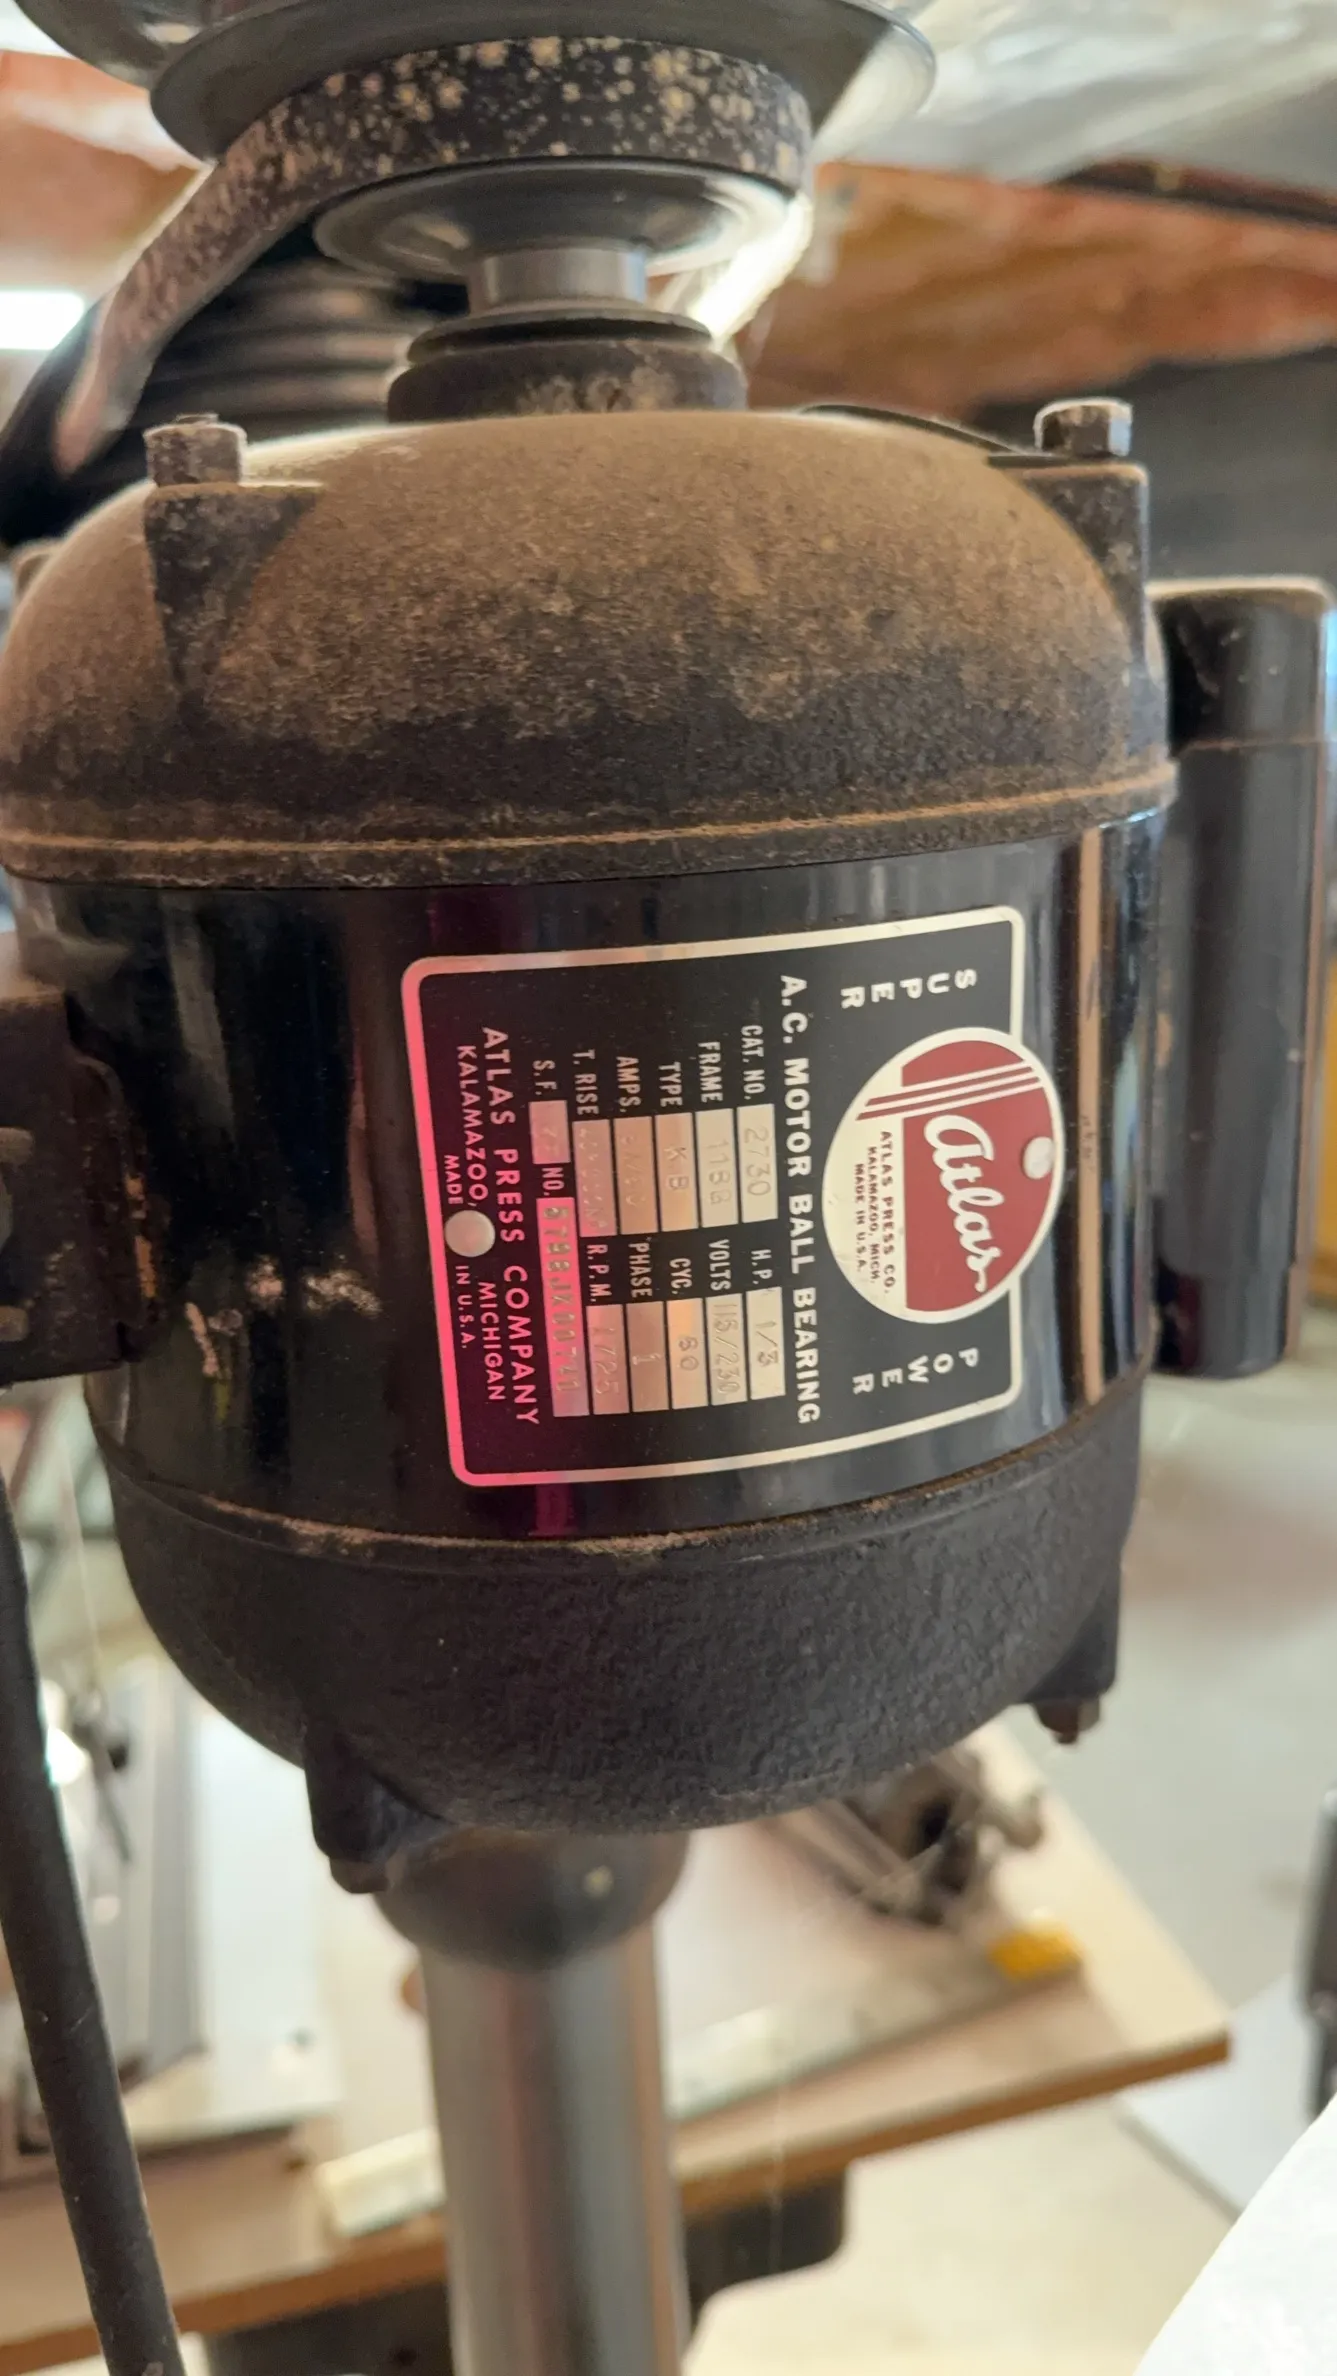 SUPER POWER
Atlas
ATLAS PRESS CO.
KALAMAZOO, MICH.
MADE IN U.S.A.
A.C. MOTOR BALL BEARING
CAT. NO. 2730 H.P. 1/3
FRAME VOLTS 115/230
TYPE KB CYC. 60
AMPS. PHASE 1
T. RISE R.P.M. 1725
S.F. NO.
ATLAS PRESS COMPANY
KALAMAZOO, MICHIGAN
MADE IN U.S.A.